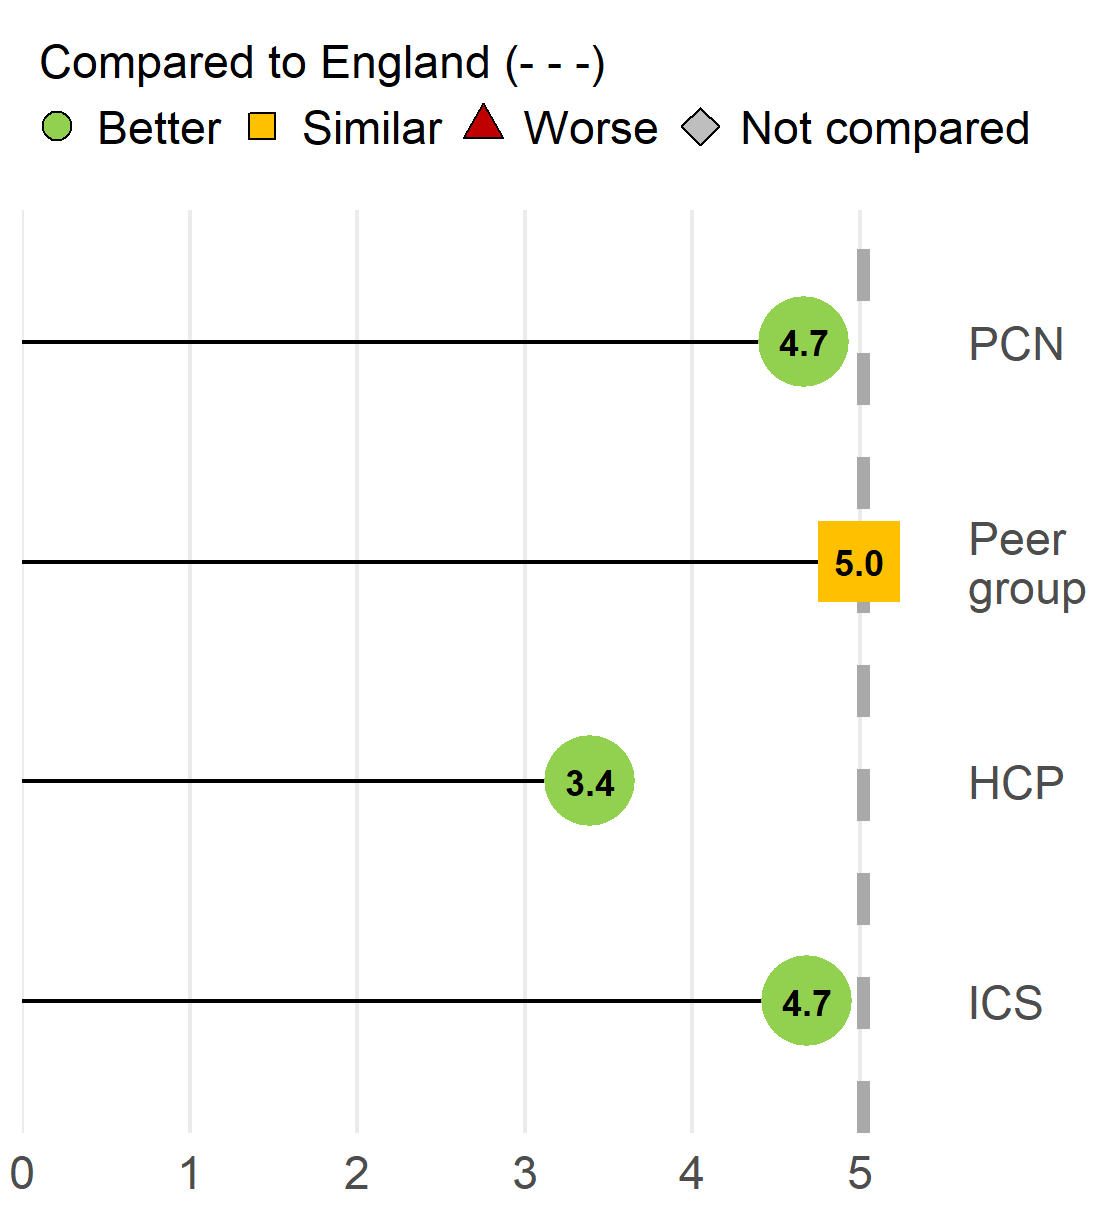 Compared to England (- - -)
Better Similar Worse Not compared
4.7 PCN
5.0 Peer
group
3.4 HCP
4.7 ICS
0 1 2 3 4 5